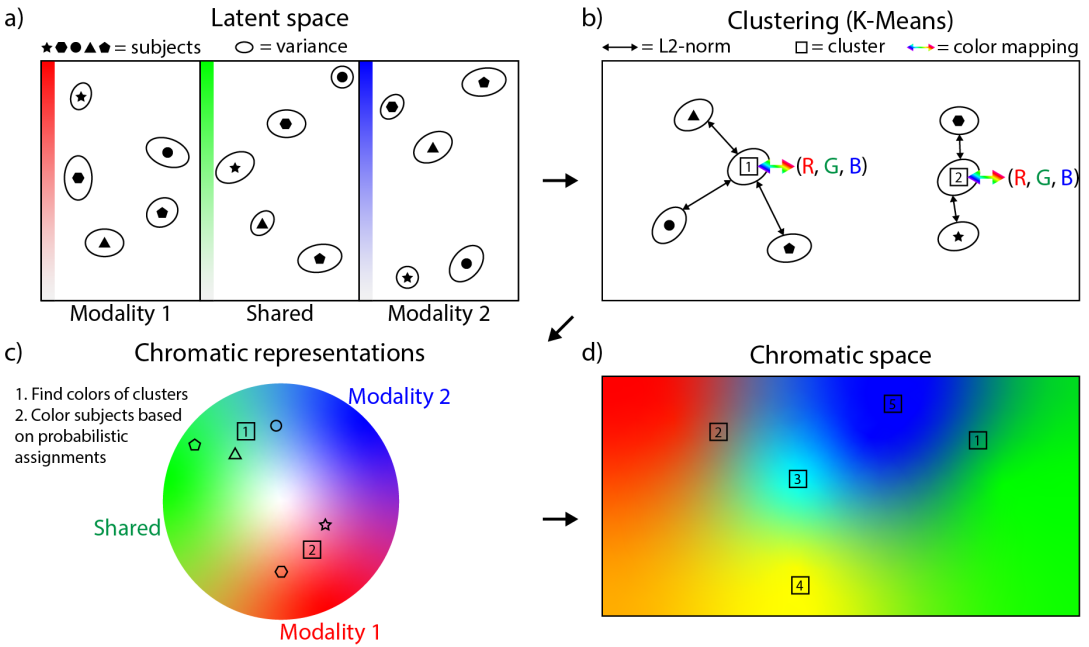 a) Latent space
= subjects = variance
Modality 1 Shared Modality 2
b) Clustering (K-Means)
= L2-norm = cluster = color mapping
1 (R, G, B)
2 (R, G, B)
c) Chromatic representations
1. Find colors of clusters
2. Color subjects based
on probabilistic
assignments
Modality 2
1
Shared
2
Modality 1
d) Chromatic space
5
2
1
3
4